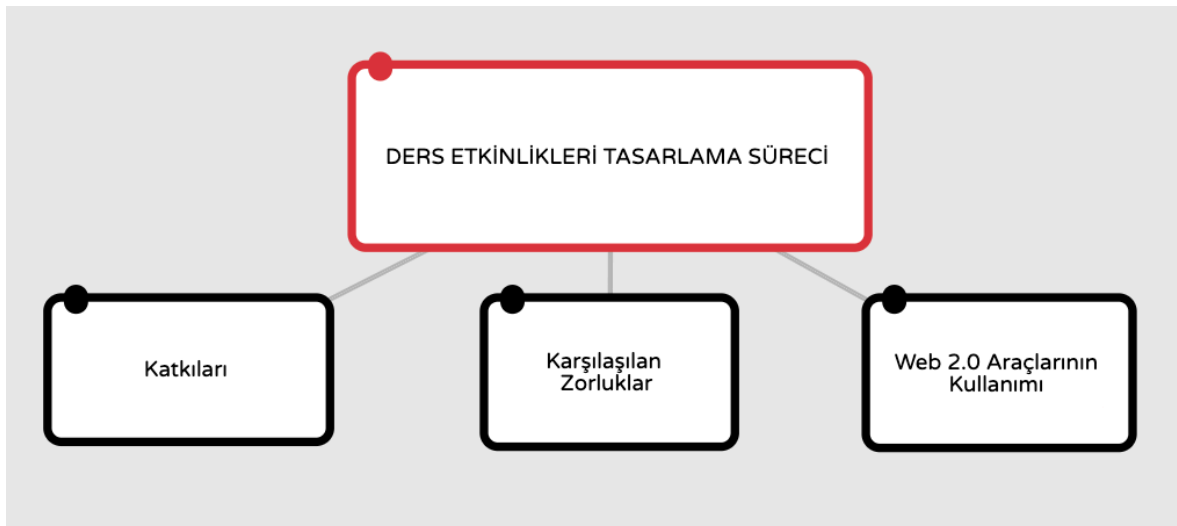 DERS ETKİNLİKLERİ TASARLAMA SÜRECİ
Katkıları
Karşılaşılan
Zorluklar
Web 2.0 Araçlarının
Kullanımı